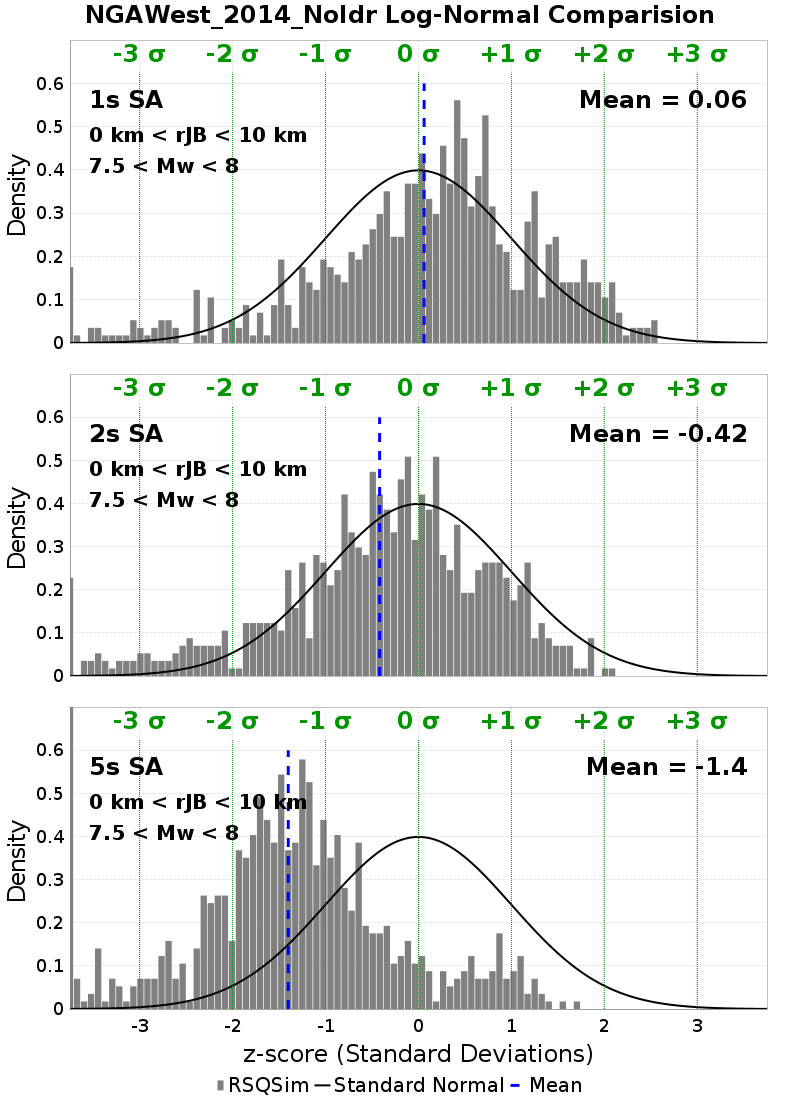 NGAWest_2014_NoIdr Log-Normal Comparision
-3 σ -2 σ -1 σ 0 σ +1 σ +2 σ +3 σ
1s SA Mean = 0.06
0 km < rJB < 10 km
7.5 < Mw < 8
0.6
0.5
0.4
0.3
0.2
0.1
0
Density
-3 σ -2 σ -1 σ 0 σ +1 σ +2 σ +3 σ
2s SA Mean = -0.42
0 km < rJB < 10 km
7.5 < Mw < 8
0.6
0.5
0.4
0.3
0.2
0.1
0
Density
-3 σ -2 σ -1 σ 0 σ +1 σ +2 σ +3 σ
5s SA Mean = -1.4
0 km < rJB < 10 km
7.5 < Mw < 8
0.6
0.5
0.4
0.3
0.2
0.1
0
Density
-3 -2 -1 0 1 2 3
z-score (Standard Deviations)
RSQSim Standard Normal Mean